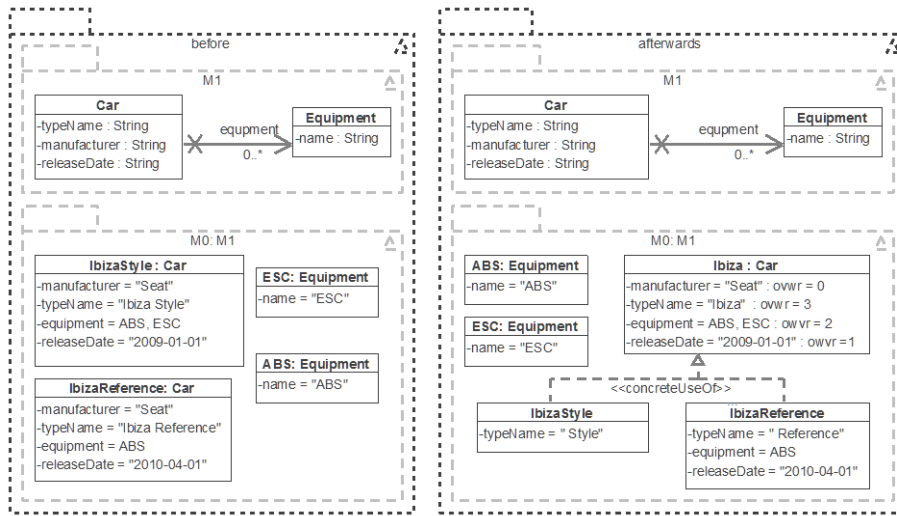 before
M1
Car
-typeName : String
-manufacturer : String
-releaseDate : String
equpment
0..*
Equipment
-name : String
M0: M1
IbizaStyle : Car
-manufacturer = "Seat"
-typeName = "Ibiza Style"
-equipment = ABS, ESC
-releaseDate = "2009-01-01"
ESC: Equipment
-name = "ESC"
ABS: Equipment
-name = "ABS"
IbizaReference: Car
-manufacturer = "Seat"
-typeName = "Ibiza Reference"
-equipment = ABS
-releaseDate = "2010-04-01"
afterwards
M1
Car
-typeName : String
-manufacturer : String
-releaseDate : String
equpment
0..*
Equipment
-name : String
M0: M1
ABS: Equipment
-name = "ABS"
ESC: Equipment
-name = "ESC"
Ibiza : Car
-manufacturer = "Seat" : ovwr = 0
-typeName = "Ibiza" : ovwr = 3
-equipment = ABS, ESC : owvr = 2
-releaseDate = "2009-01-01" : owvr =1
<<concreteUseOf>>
IbizaStyle
-typeName = " Style"
IbizaReference
-typeName = " Reference"
-equipment = ABS
-releaseDate = "2010-04-01"